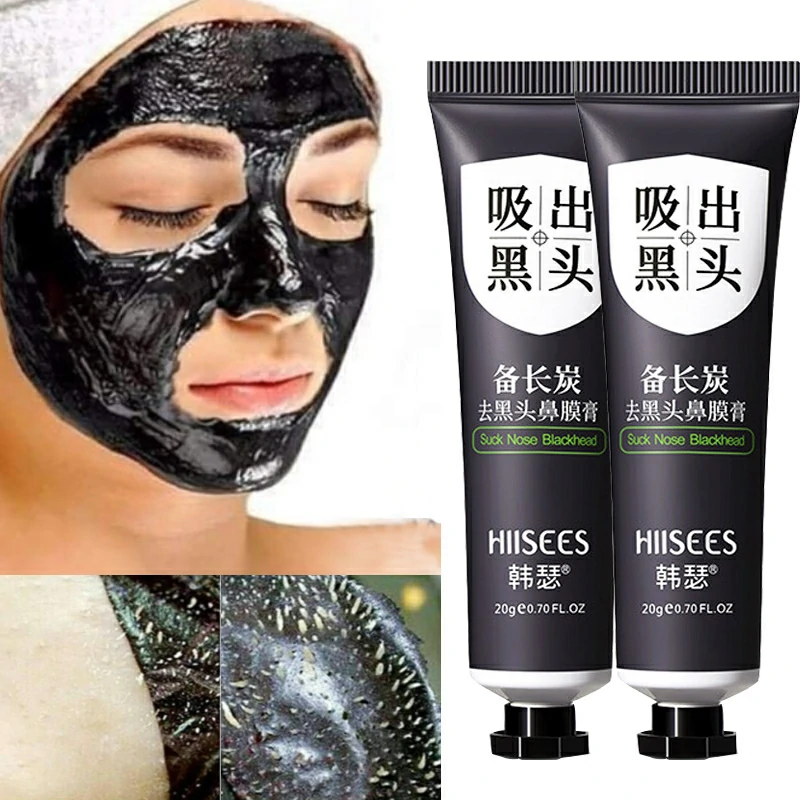 吸出
黑头
备长炭
去黑头鼻膜膏
Suck Nose Blackhead
HIISEES
韩瑟®
20g℮0.70 FL.OZ
吸出
黑头
备长炭
去黑头鼻膜膏
Suck Nose Blackhead
HIISEES
韩瑟®
20g℮0.70 FL.OZ